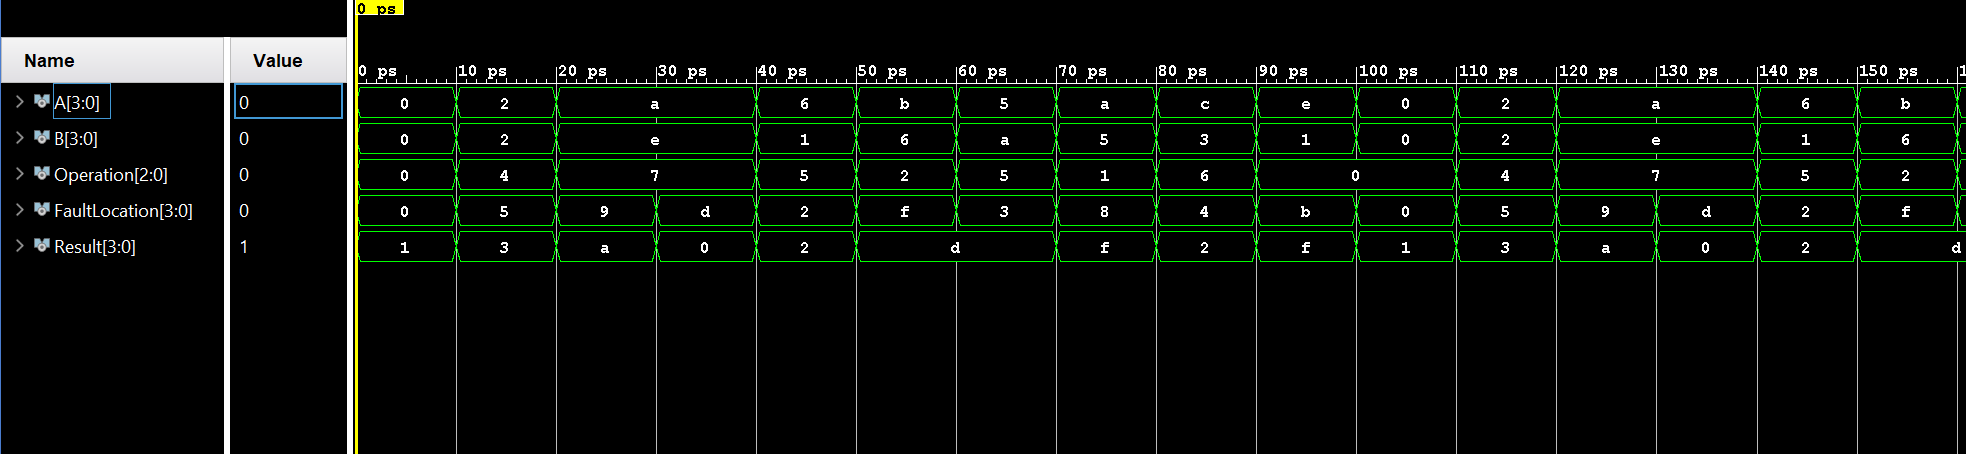 0 ps
Name Value
0 ps 10 ps 20 ps 30 ps 40 ps 50 ps 60 ps 70 ps 80 ps 90 ps 100 ps 110 ps 120 ps 130 ps 140 ps 150 ps
A[3:0] 0 0 2 a 6 b 5 a c e 0 2 a 6 b
B[3:0] 0 0 2 e 1 6 a 5 3 1 0 2 e 1 6
Operation[2:0] 0 0 4 7 5 2 5 1 6 0 4 7 5 2
FaultLocation[3:0] 0 0 5 9 d 2 f 3 8 4 b 0 5 9 d 2 f
Result[3:0] 1 1 3 a 0 2 d f 2 f 1 3 a 0 2 d